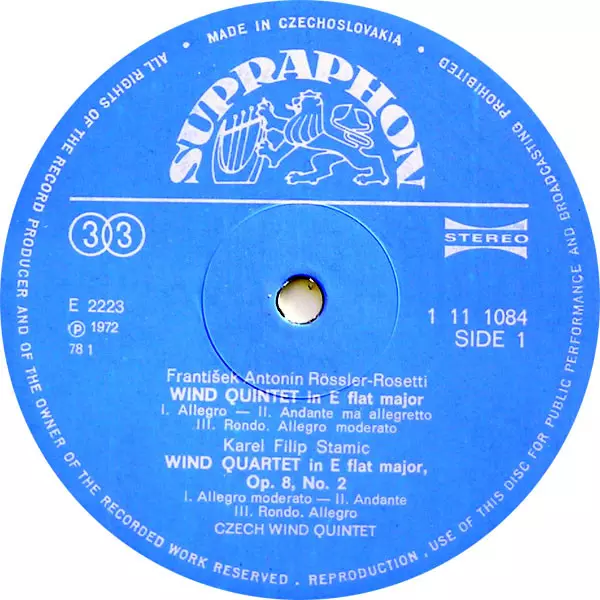 ALL RIGHTS OF THE RECORD PRODUCER AND OF THE OWNER OF THE RECORDED WORK RESERVED . REPRODUCTION , USE OF THIS DISC FOR PUBLIC PERFORMANCE AND BROADCASTING PROHIBITED
• MADE IN CZECHOSLOVAKIA •
SUPRAPHON
33
STEREO
E 2223
Ⓟ 1972
78 1
1 11 1084
SIDE 1
František Antonín Rössler-Rosetti
WIND QUINTET in E flat major
I. Allegro — II. Andante ma allegretto
III. Rondo. Allegro moderato
Karel Filip Stamic
WIND QUARTET in E flat major,
Op. 8, No. 2
I. Allegro moderato — II. Andante
III. Rondo. Allegro
CZECH WIND QUINTET